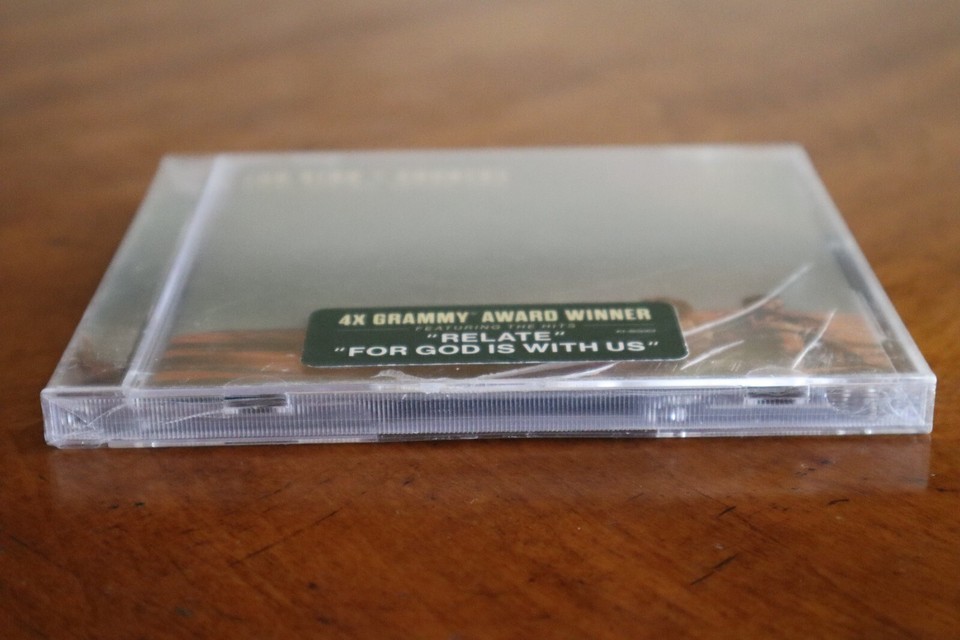 4X GRAMMY® AWARD WINNER
FEATURING THE HITS
"RELATE"
"FOR GOD IS WITH US"